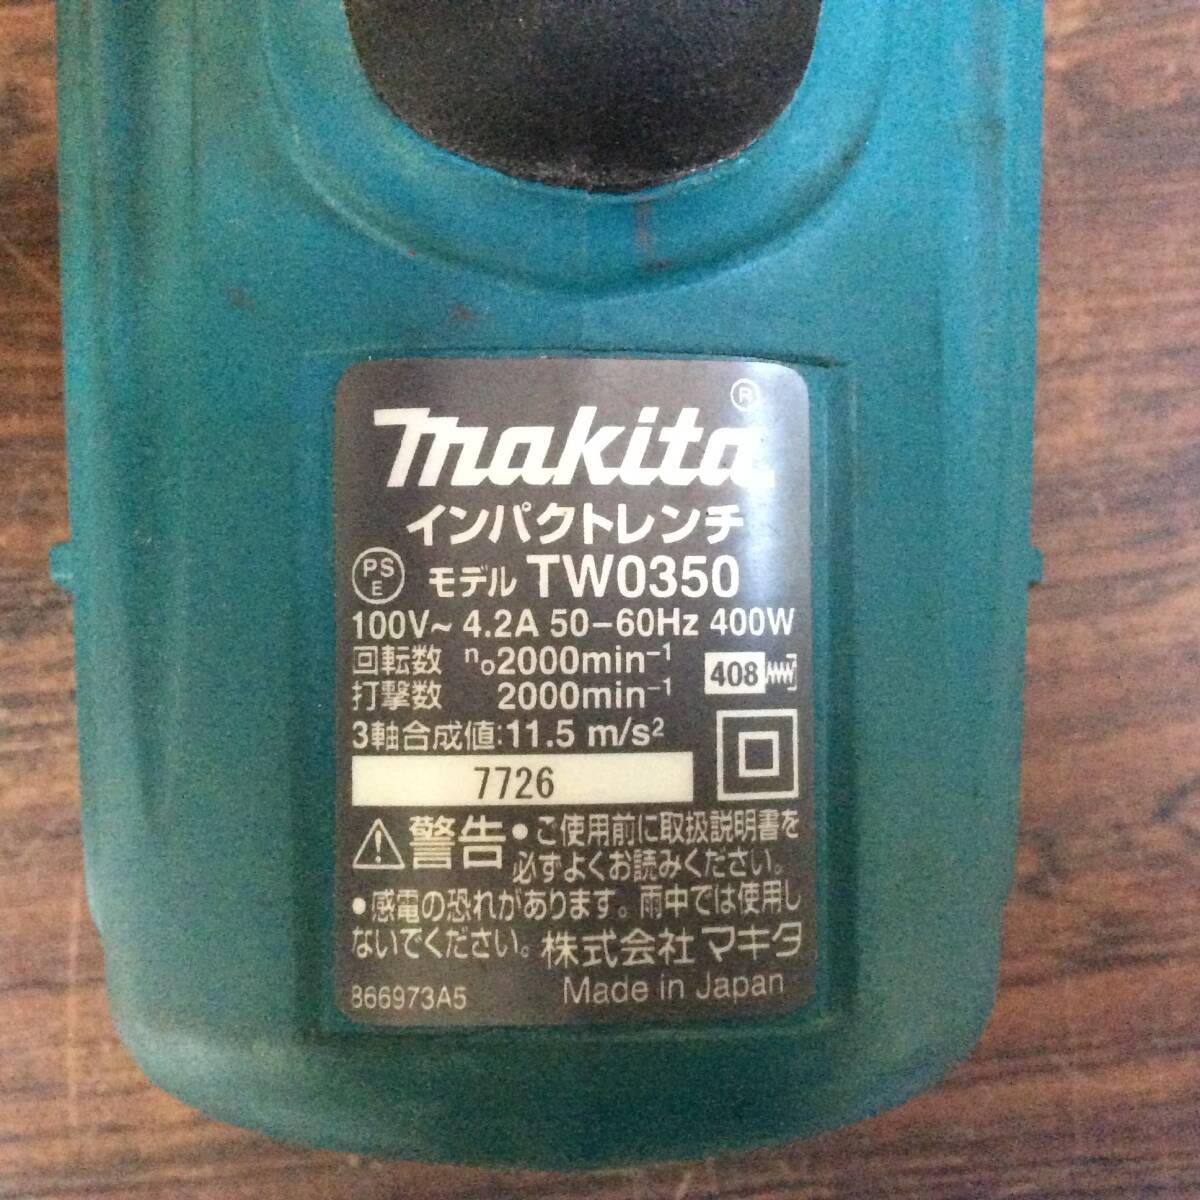 makita®
インパクトレンチ
PSE モデル TW0350
100V~ 4.2A 50-60Hz 400W
回転数 no2000min-1
打撃数 2000min-1
408
3軸合成値:11.5 m/s2
7726
警告 •ご使用前に取扱説明書を
必ずよくお読みください。
•感電の恐れがあります。雨中では使用し
ないでください。 株式会社マキタ
866973A5 Made in Japan